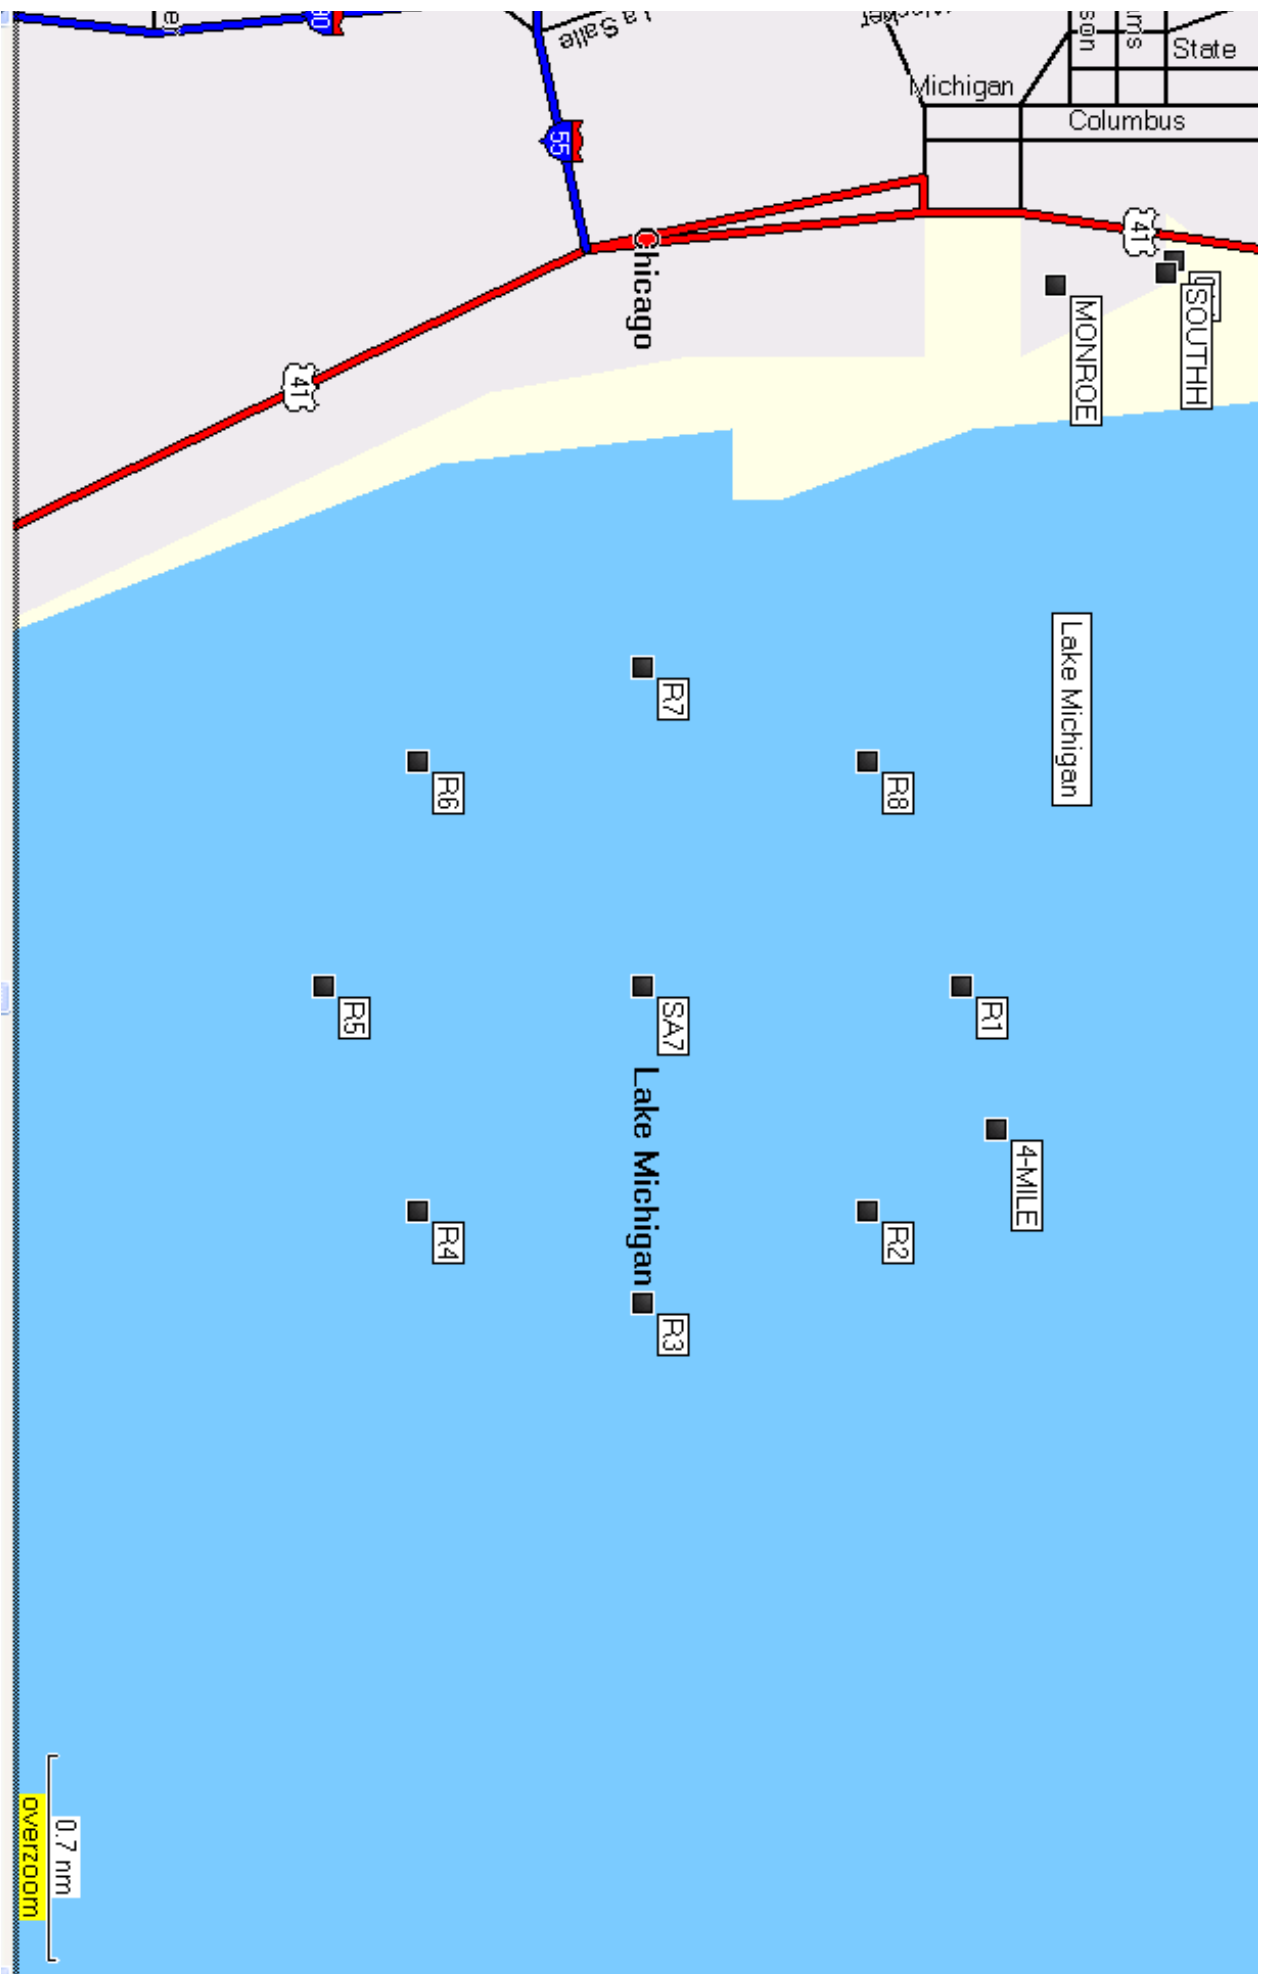 La Salle
Michigan
State
Columbus
55
41
41
Chicago
MONROE
SOUTHH
Lake Michigan
R7
R6
R8
R5
SA7
R1
Lake Michigan
4-MILE
R4
R2
R3
0.7 nm
overzoom